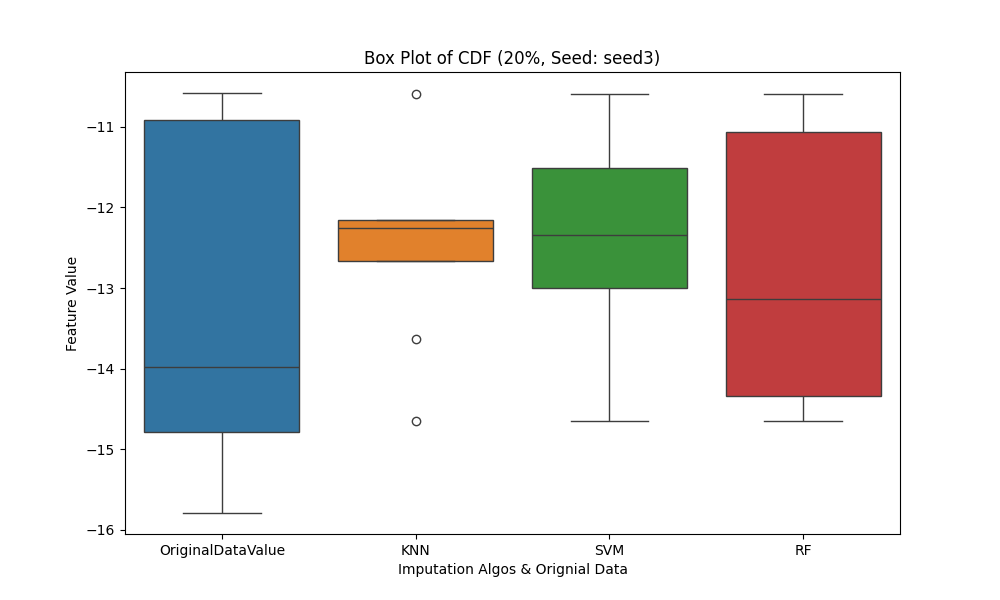 Box Plot of CDF (20%, Seed: seed3)
−11
−12
−13
−14
−15
−16
Feature Value
OriginalDataValue
KNN
SVM
RF
Imputation Algos & Orignial Data